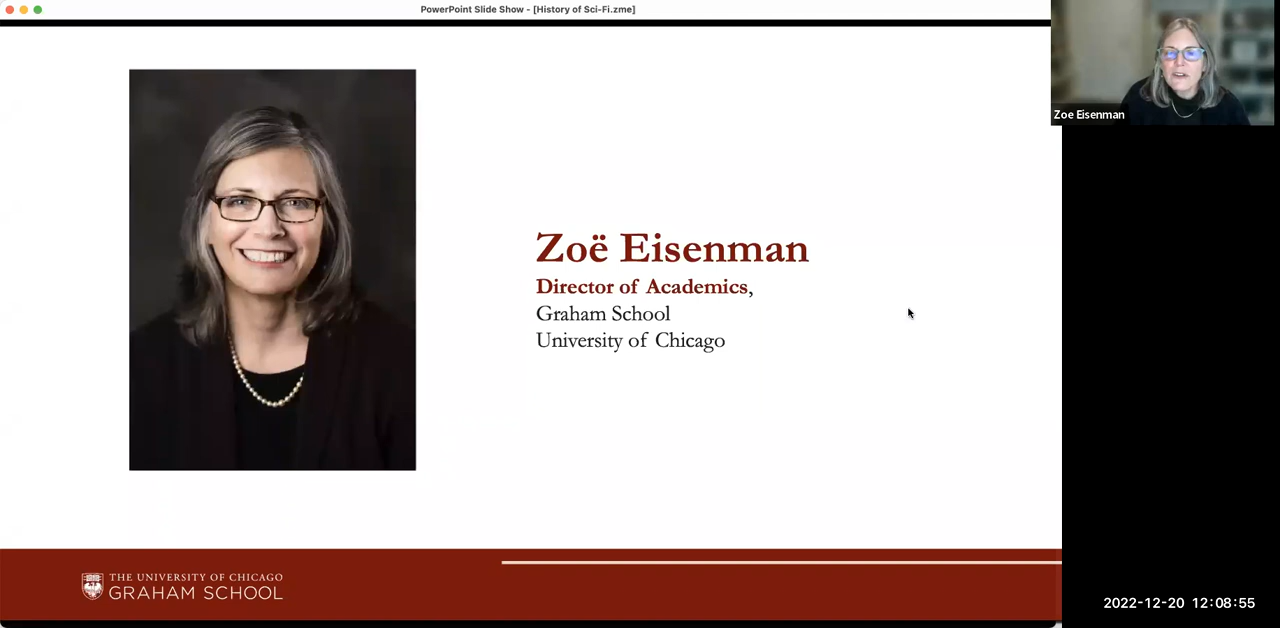 PowerPoint Slide Show - [History of Sci-Fi.zme]
Zoe Eisenman
Zoë Eisenman
Director of Academics,
Graham School
University of Chicago
THE UNIVERSITY OF CHICAGO
GRAHAM SCHOOL
2022-12-20 12:08:55